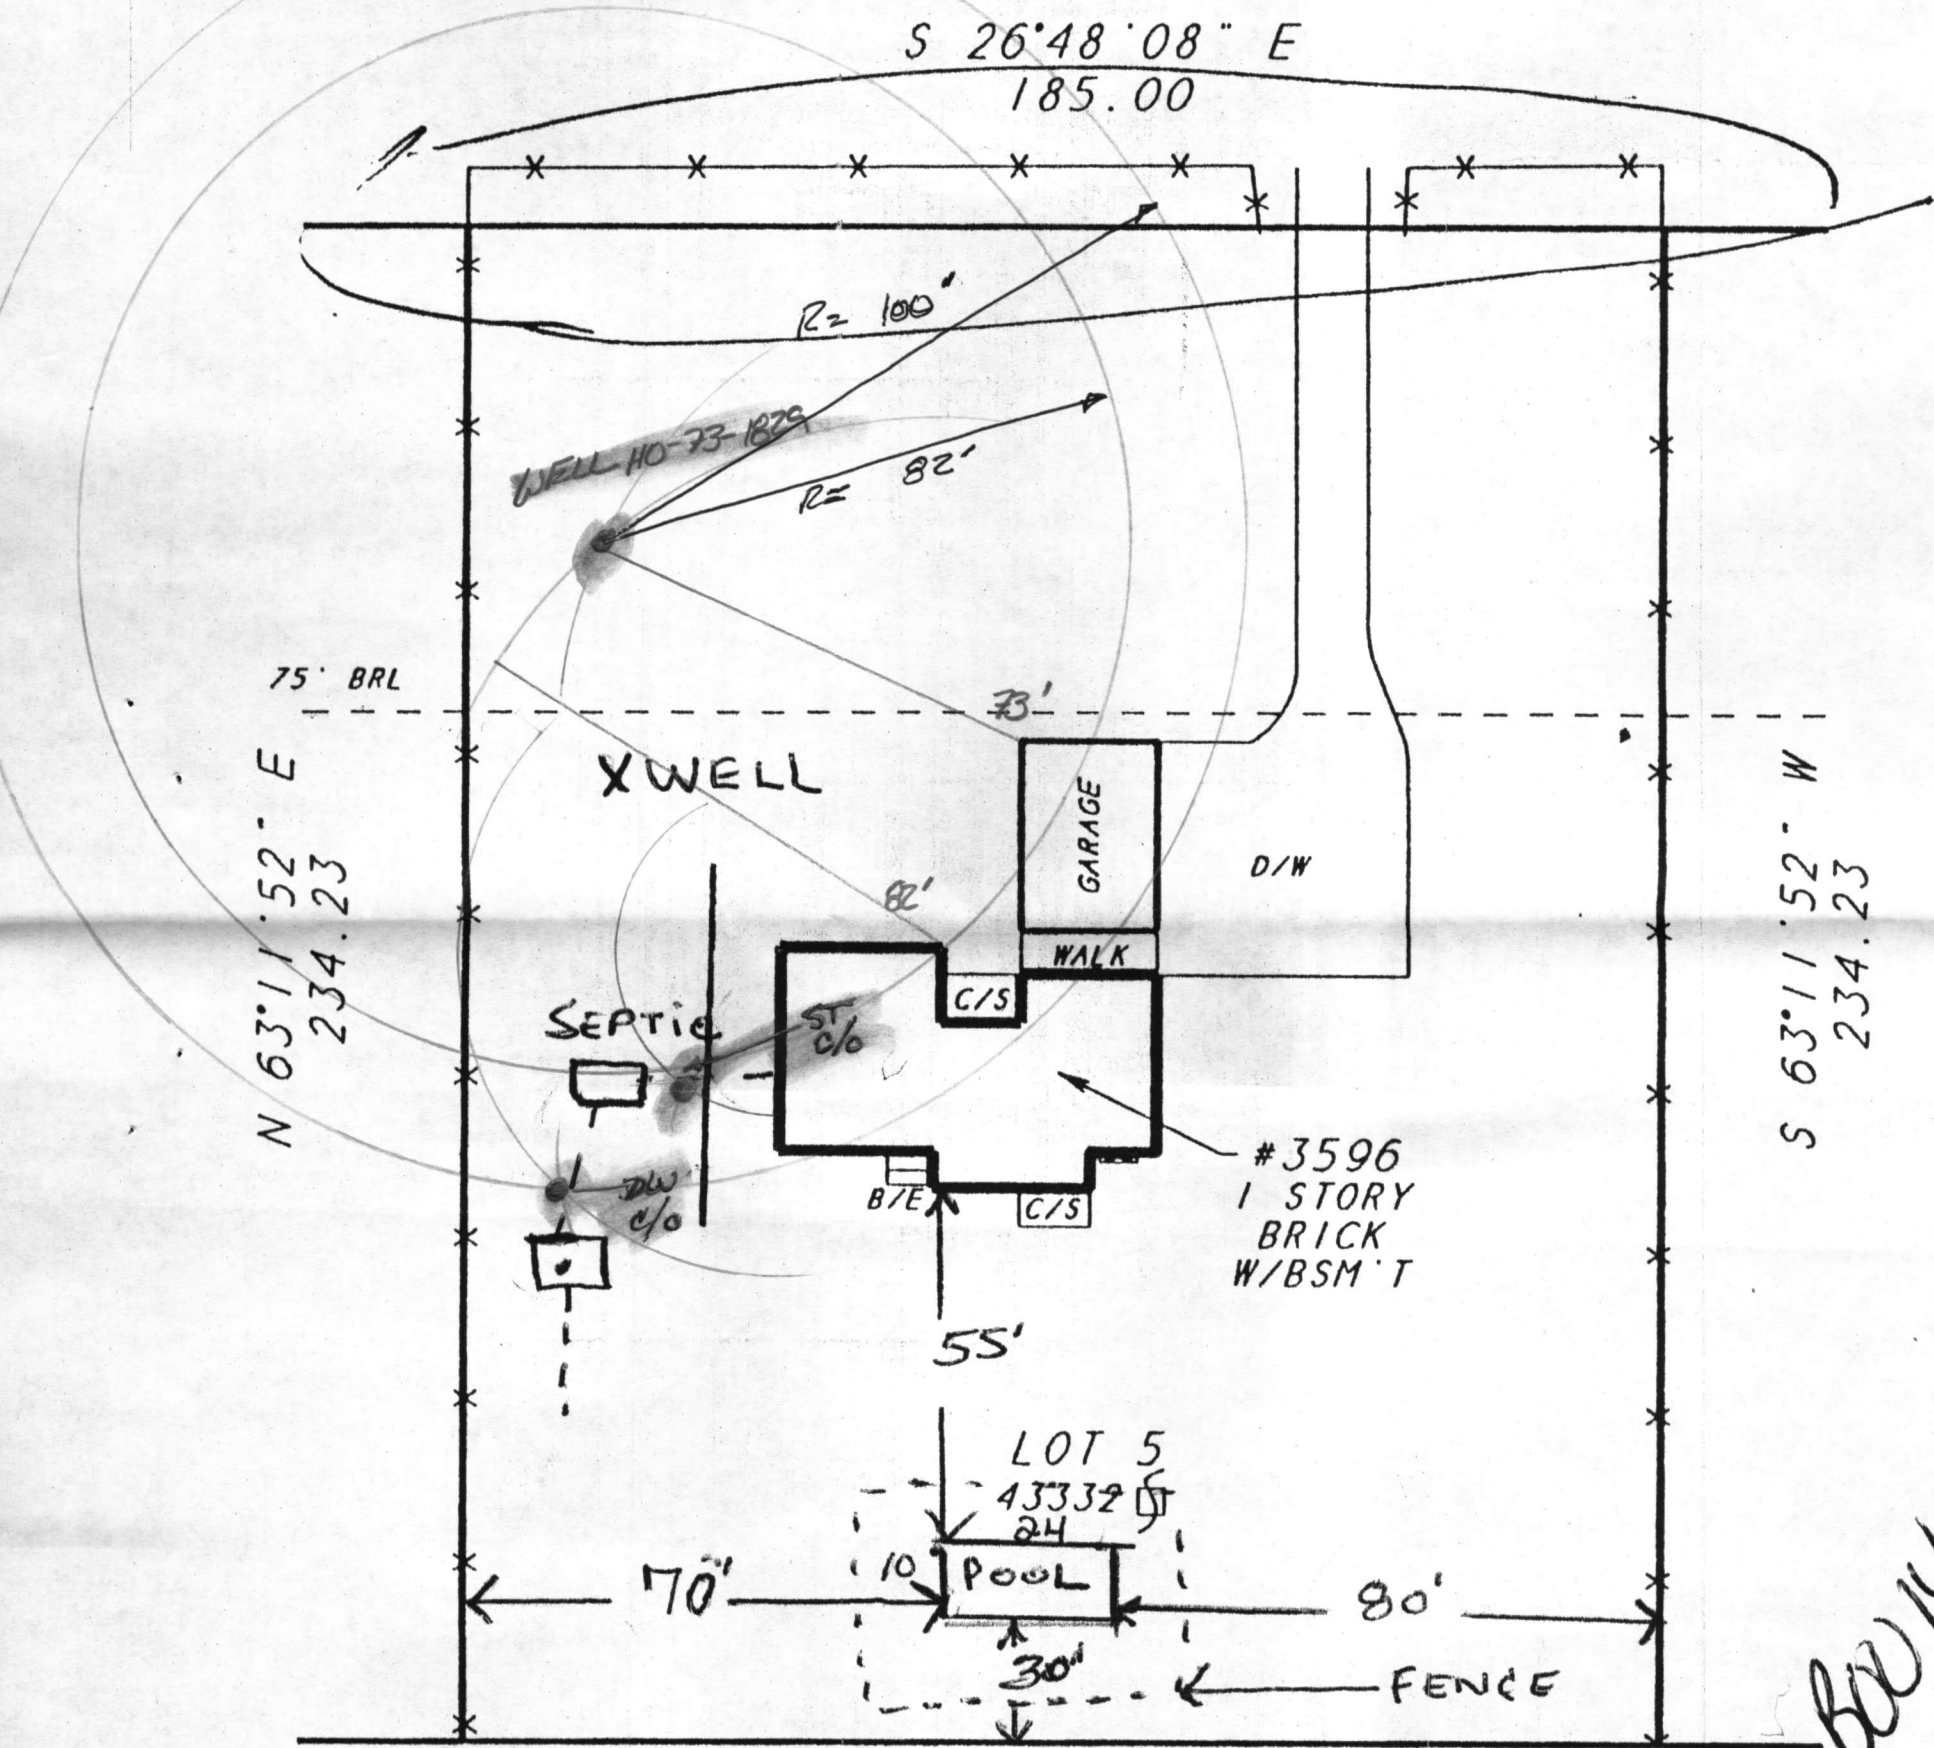 S 26°48'08" E
185.00
R= 100'
WELL HO-73-1829
R= 82'
75' BRL
73'
X WELL
N 63°11'52" E
234.23
S 63°11'52" W
234.23
GARAGE
D/W
82'
WALK
C/S
SEPTIC
ST
C/O
#3596
1 STORY
BRICK
W/BSM'T
DW
C/O
B/E
C/S
55'
LOT 5
43332
24
10
POOL
70'
80'
30'
FENCE